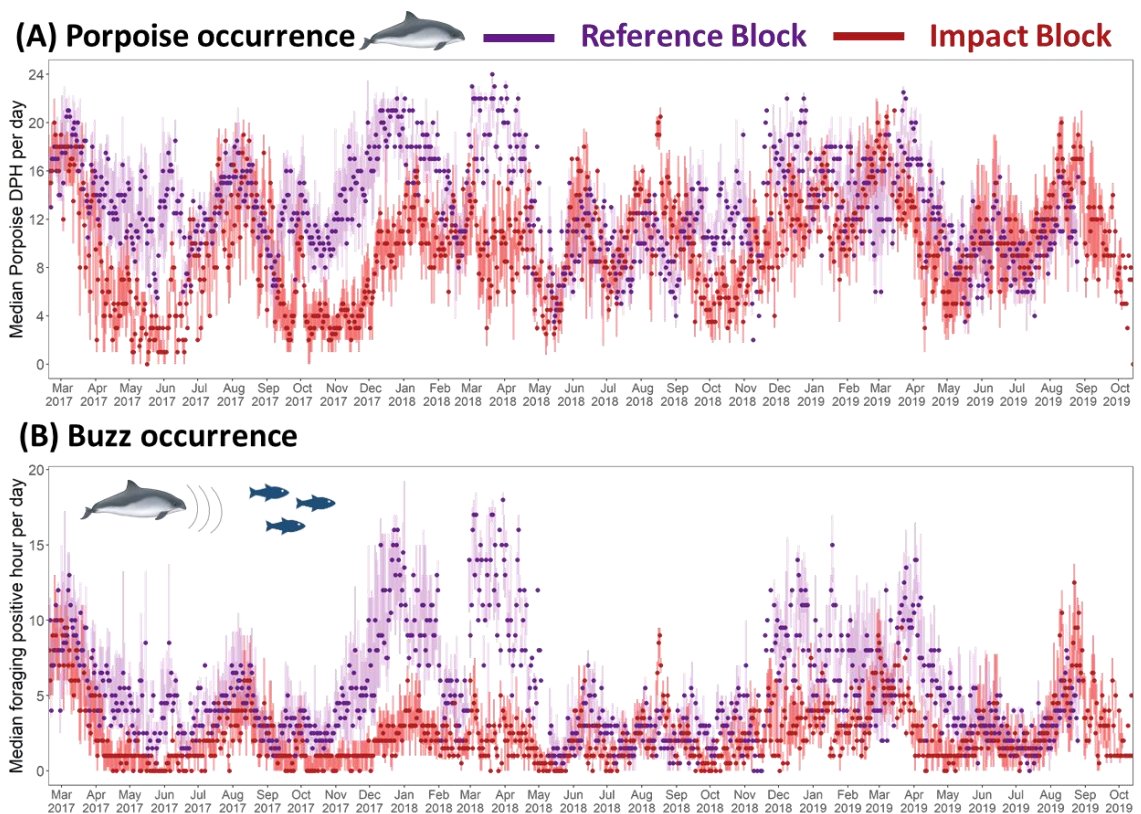 (A) Porpoise occurrence Reference Block Impact Block
Median Porpoise DPH per day
24
20
16
12
8
4
0
Mar Apr May Jun Jul Aug Sep Oct Nov Dec Jan Feb Mar Apr May Jun Jul Aug Sep Oct Nov Dec Jan Feb Mar Apr May Jun Jul Aug Sep Oct
2017 2017 2017 2017 2017 2017 2017 2017 2017 2017 2018 2018 2018 2018 2018 2018 2018 2018 2018 2018 2018 2018 2019 2019 2019 2019 2019 2019 2019 2019 2019 2019
(B) Buzz occurrence
Median foraging positive hour per day
20
15
10
5
0
Mar Apr May Jun Jul Aug Sep Oct Nov Dec Jan Feb Mar Apr May Jun Jul Aug Sep Oct Nov Dec Jan Feb Mar Apr May Jun Jul Aug Sep Oct
2017 2017 2017 2017 2017 2017 2017 2017 2017 2017 2018 2018 2018 2018 2018 2018 2018 2018 2018 2018 2018 2018 2019 2019 2019 2019 2019 2019 2019 2019 2019 2019